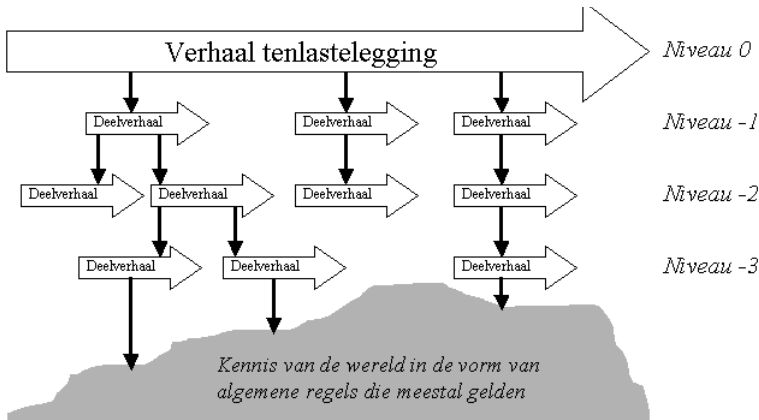 Verhaal tenlastelegging
Niveau 0
Deelverhaal
Deelverhaal
Deelverhaal
Niveau -1
Deelverhaal
Deelverhaal
Deelverhaal
Deelverhaal
Niveau -2
Deelverhaal
Deelverhaal
Deelverhaal
Niveau -3
Kennis van de wereld in de vorm van
algemene regels die meestal gelden